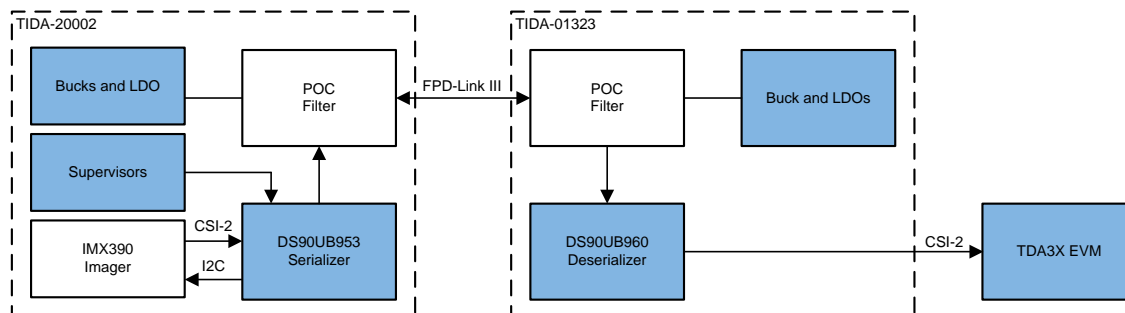 TIDA-20002
TIDA-01323
Bucks and LDO
POC
Filter
FPD-Link III
POC
Filter
Buck and LDOs
Supervisors
CSI-2
IMX390
Imager
I2C
DS90UB953
Serializer
DS90UB960
Deserializer
CSI-2
TDA3X EVM